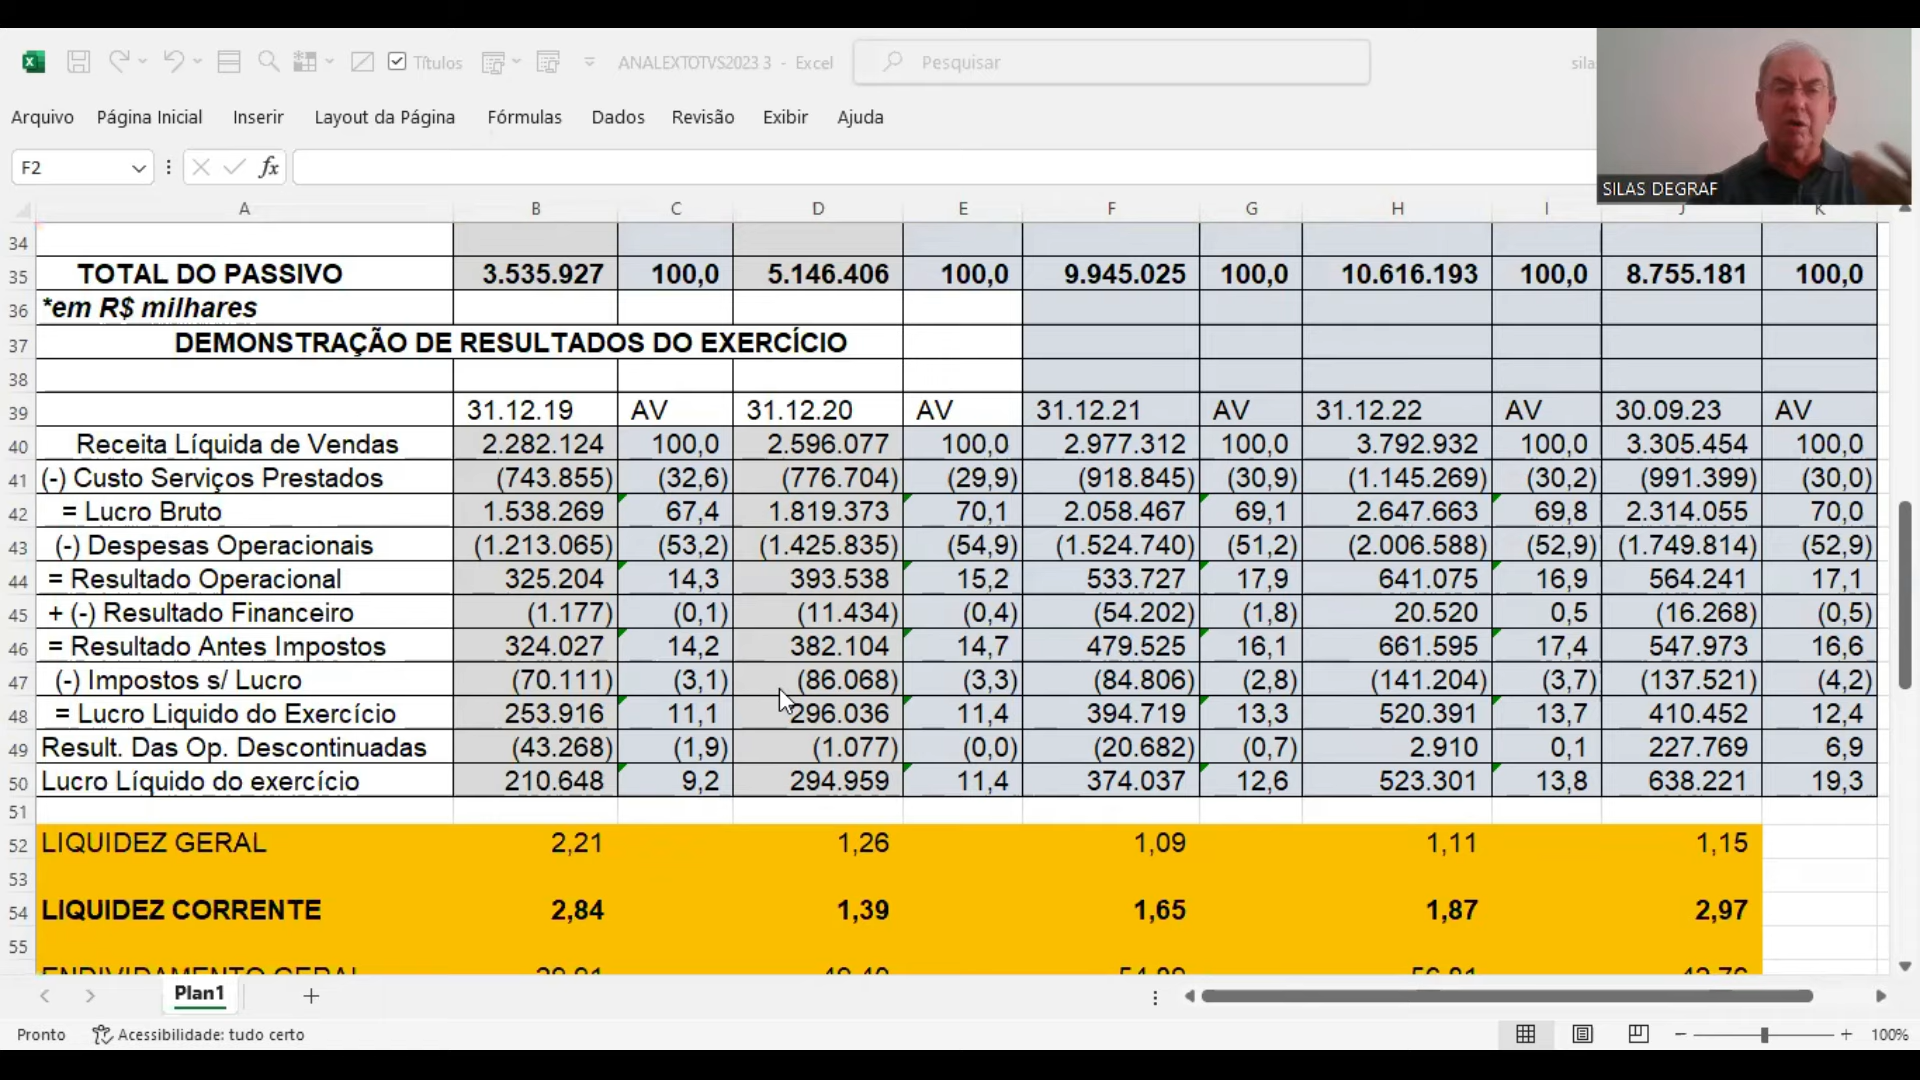 Títulos ANALEXTOTVS2023 3 - Excel Pesquisar silas
Arquivo Página Inicial Inserir Layout da Página Fórmulas Dados Revisão Exibir Ajuda
SILAS DEGRAF
F2 fx
A B C D E F G H I J K
34
35 TOTAL DO PASSIVO 3.535.927 100,0 5.146.406 100,0 9.945.025 100,0 10.616.193 100,0 8.755.181 100,0
36 *em R$ milhares
37 DEMONSTRAÇÃO DE RESULTADOS DO EXERCÍCIO
38
39 31.12.19 AV 31.12.20 AV 31.12.21 AV 31.12.22 AV 30.09.23 AV
40 Receita Líquida de Vendas 2.282.124 100,0 2.596.077 100,0 2.977.312 100,0 3.792.932 100,0 3.305.454 100,0
41 (-) Custo Serviços Prestados (743.855) (32,6) (776.704) (29,9) (918.845) (30,9) (1.145.269) (30,2) (991.399) (30,0)
42 = Lucro Bruto 1.538.269 67,4 1.819.373 70,1 2.058.467 69,1 2.647.663 69,8 2.314.055 70,0
43 (-) Despesas Operacionais (1.213.065) (53,2) (1.425.835) (54,9) (1.524.740) (51,2) (2.006.588) (52,9) (1.749.814) (52,9)
44 = Resultado Operacional 325.204 14,3 393.538 15,2 533.727 17,9 641.075 16,9 564.241 17,1
45 + (-) Resultado Financeiro (1.177) (0,1) (11.434) (0,4) (54.202) (1,8) 20.520 0,5 (16.268) (0,5)
46 = Resultado Antes Impostos 324.027 14,2 382.104 14,7 479.525 16,1 661.595 17,4 547.973 16,6
47 (-) Impostos s/ Lucro (70.111) (3,1) (86.068) (3,3) (84.806) (2,8) (141.204) (3,7) (137.521) (4,2)
48 = Lucro Liquido do Exercício 253.916 11,1 296.036 11,4 394.719 13,3 520.391 13,7 410.452 12,4
49 Result. Das Op. Descontinuadas (43.268) (1,9) (1.077) (0,0) (20.682) (0,7) 2.910 0,1 227.769 6,9
50 Lucro Líquido do exercício 210.648 9,2 294.959 11,4 374.037 12,6 523.301 13,8 638.221 19,3
51
52 LIQUIDEZ GERAL 2,21 1,26 1,09 1,11 1,15
53
54 LIQUIDEZ CORRENTE 2,84 1,39 1,65 1,87 2,97
55
ENDIVIDAMENTO GERAL
Plan1
Pronto Acessibilidade: tudo certo 100%